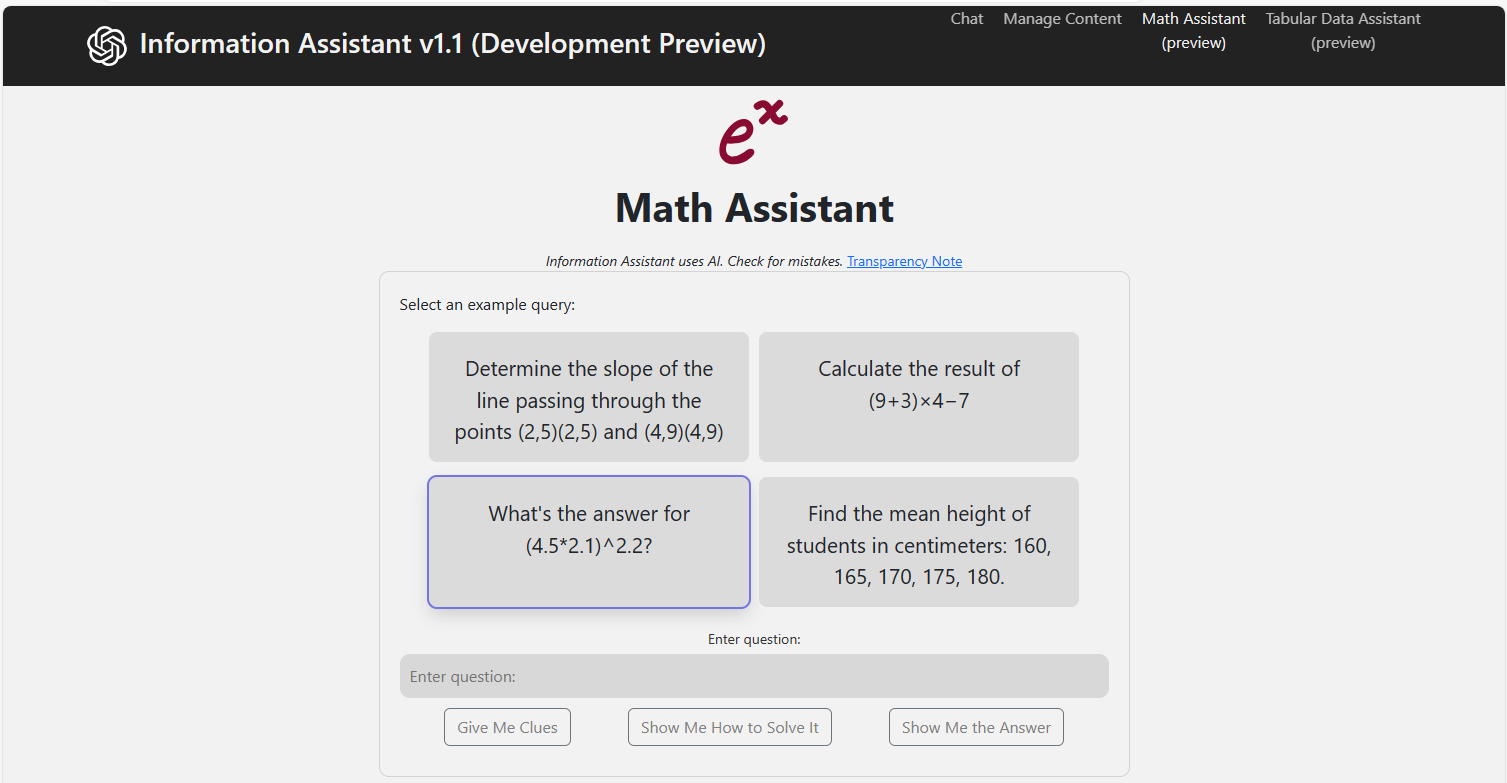 Information Assistant v1.1 (Development Preview)
Chat
Manage Content
Math Assistant
(preview)
Tabular Data Assistant
(preview)
eˣ
Math Assistant
Information Assistant uses AI. Check for mistakes. Transparency Note
Select an example query:
Determine the slope of the
line passing through the
points (2,5)(2,5) and (4,9)(4,9)
Calculate the result of
(9+3)×4−7
What's the answer for
(4.5*2.1)^2.2?
Find the mean height of
students in centimeters: 160,
165, 170, 175, 180.
Enter question:
Enter question:
Give Me Clues
Show Me How to Solve It
Show Me the Answer